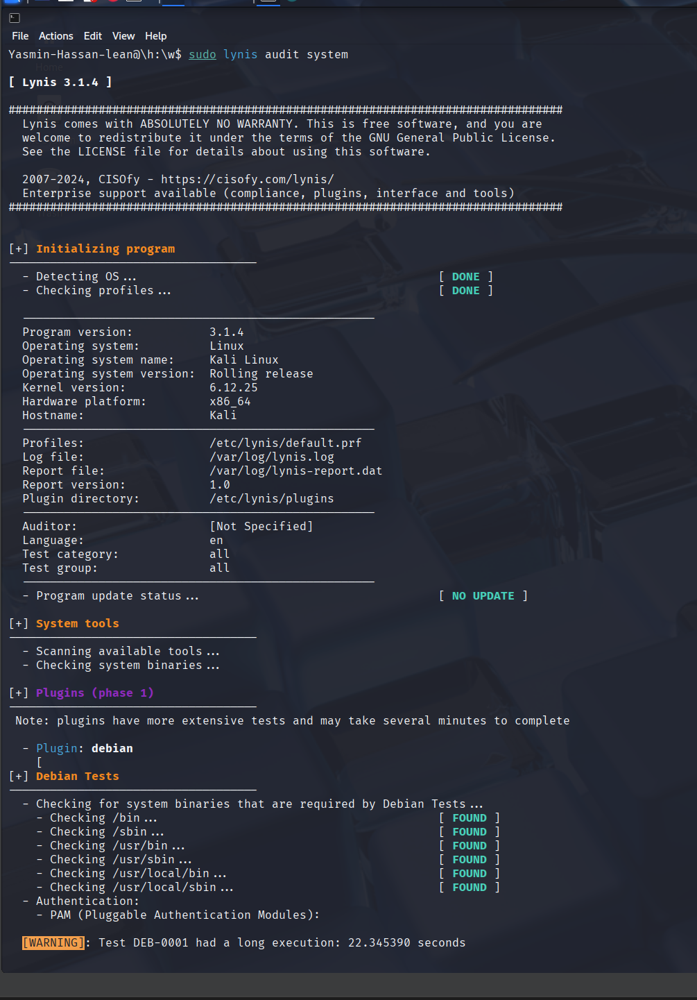 File Actions Edit View Help
Yasmin-Hassan-lean@\h:\w$ sudo lynis audit system
[ Lynis 3.1.4 ]
################################################################################
Lynis comes with ABSOLUTELY NO WARRANTY. This is free software, and you are
welcome to redistribute it under the terms of the GNU General Public License.
See the LICENSE file for details about using this software.
2007-2024, CISOfy - https://cisofy.com/lynis/
Enterprise support available (compliance, plugins, interface and tools)
################################################################################
[+] Initializing program
------------------------------------
- Detecting OS... [ DONE ]
- Checking profiles... [ DONE ]
---------------------------------------------------
Program version: 3.1.4
Operating system: Linux
Operating system name: Kali Linux
Operating system version: Rolling release
Kernel version: 6.12.25
Hardware platform: x86_64
Hostname: Kali
---------------------------------------------------
Profiles: /etc/lynis/default.prf
Log file: /var/log/lynis.log
Report file: /var/log/lynis-report.dat
Report version: 1.0
Plugin directory: /etc/lynis/plugins
---------------------------------------------------
Auditor: [Not Specified]
Language: en
Test category: all
Test group: all
---------------------------------------------------
- Program update status... [ NO UPDATE ]
[+] System tools
------------------------------------
- Scanning available tools...
- Checking system binaries...
[+] Plugins (phase 1)
------------------------------------
Note: plugins have more extensive tests and may take several minutes to complete
- Plugin: debian
[
[+] Debian Tests
------------------------------------
- Checking for system binaries that are required by Debian Tests...
- Checking /bin... [ FOUND ]
- Checking /sbin... [ FOUND ]
- Checking /usr/bin... [ FOUND ]
- Checking /usr/sbin... [ FOUND ]
- Checking /usr/local/bin... [ FOUND ]
- Checking /usr/local/sbin... [ FOUND ]
- Authentication:
- PAM (Pluggable Authentication Modules):
[WARNING]: Test DEB-0001 had a long execution: 22.345390 seconds